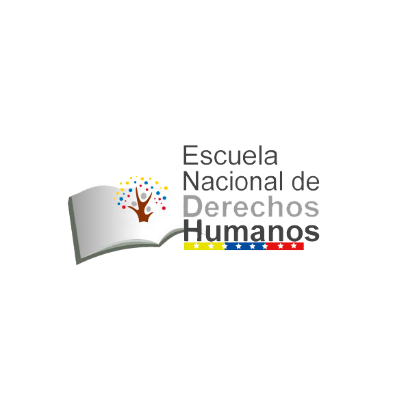 Escuela
Nacional de
Derechos
Humanos